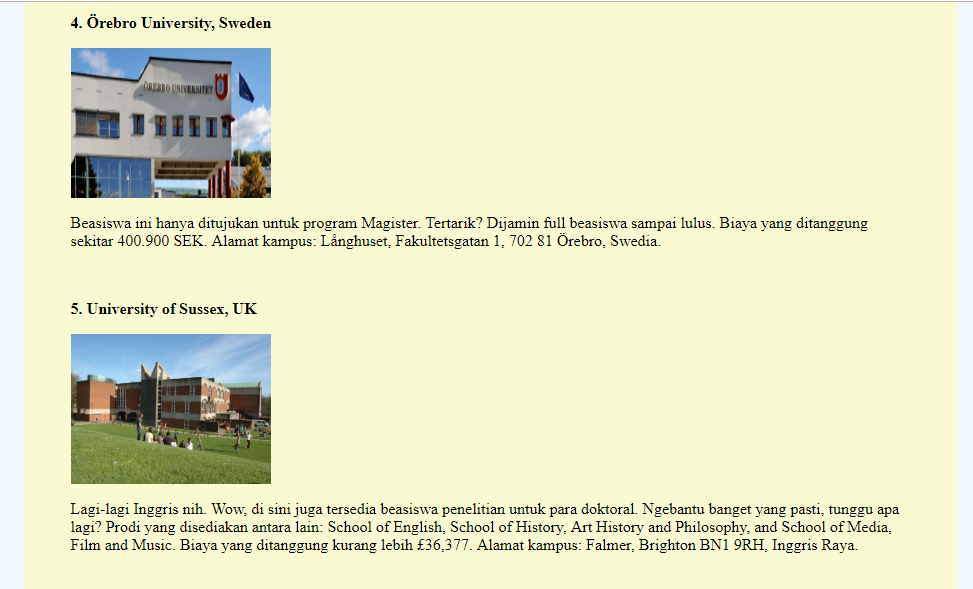 4. Örebro University, Sweden
ÖREBRO UNIVERSITET
Beasiswa ini hanya ditujukan untuk program Magister. Tertarik? Dijamin full beasiswa sampai lulus. Biaya yang ditanggung
sekitar 400.900 SEK. Alamat kampus: Långhuset, Fakultetsgatan 1, 702 81 Örebro, Swedia.
5. University of Sussex, UK
Lagi-lagi Inggris nih. Wow, di sini juga tersedia beasiswa penelitian untuk para doktoral. Ngebantu banget yang pasti, tunggu apa
lagi? Prodi yang disediakan antara lain: School of English, School of History, Art History and Philosophy, and School of Media,
Film and Music. Biaya yang ditanggung kurang lebih £36,377. Alamat kampus: Falmer, Brighton BN1 9RH, Inggris Raya.